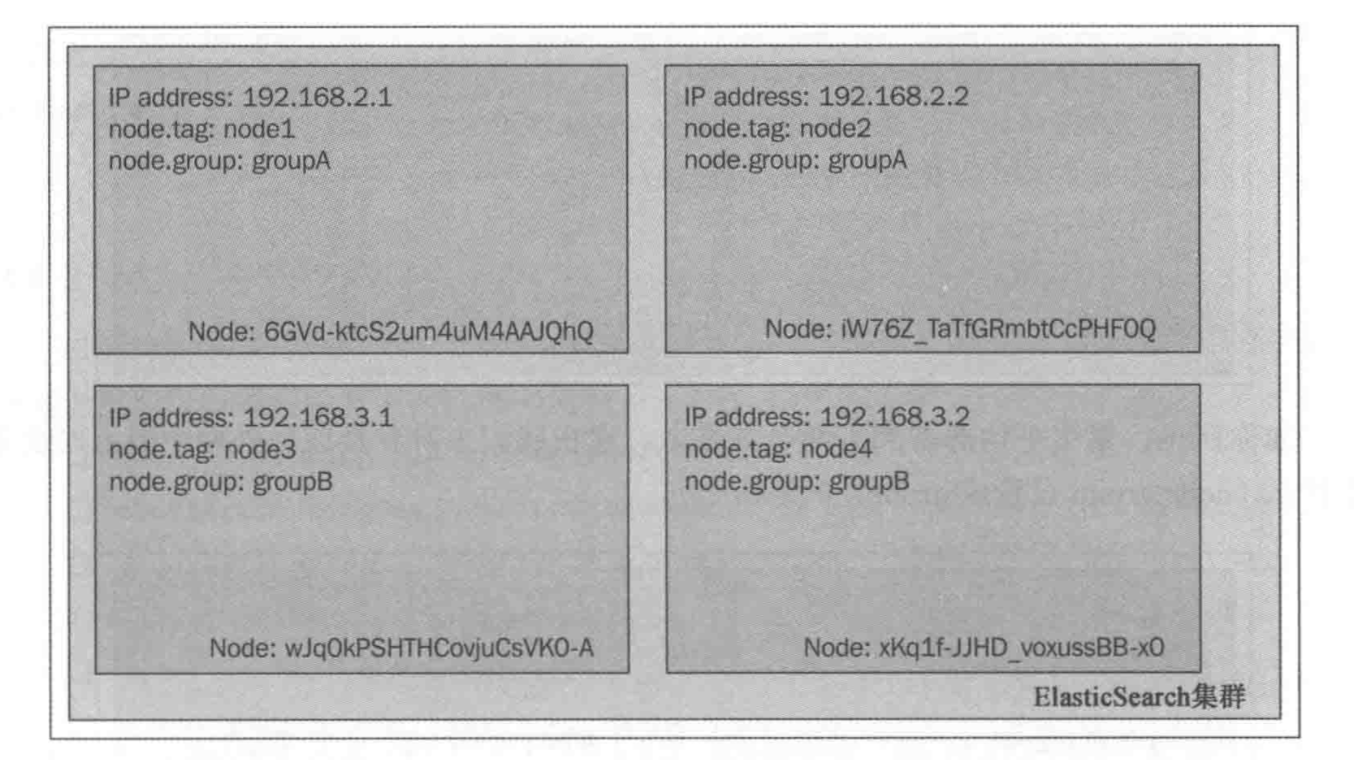 IP address: 192.168.2.1
node.tag: node1
node.group: groupA
Node: 6GVd-ktcS2um4uM4AAJQhQ
IP address: 192.168.2.2
node.tag: node2
node.group: groupA
Node: iW76Z_TaTfGRmbtCcPHF0Q
IP address: 192.168.3.1
node.tag: node3
node.group: groupB
Node: wJq0kPSHTHCovjuCsVK0-A
IP address: 192.168.3.2
node.tag: node4
node.group: groupB
Node: xKq1f-JJHD_voxussBB-x0
ElasticSearch集群